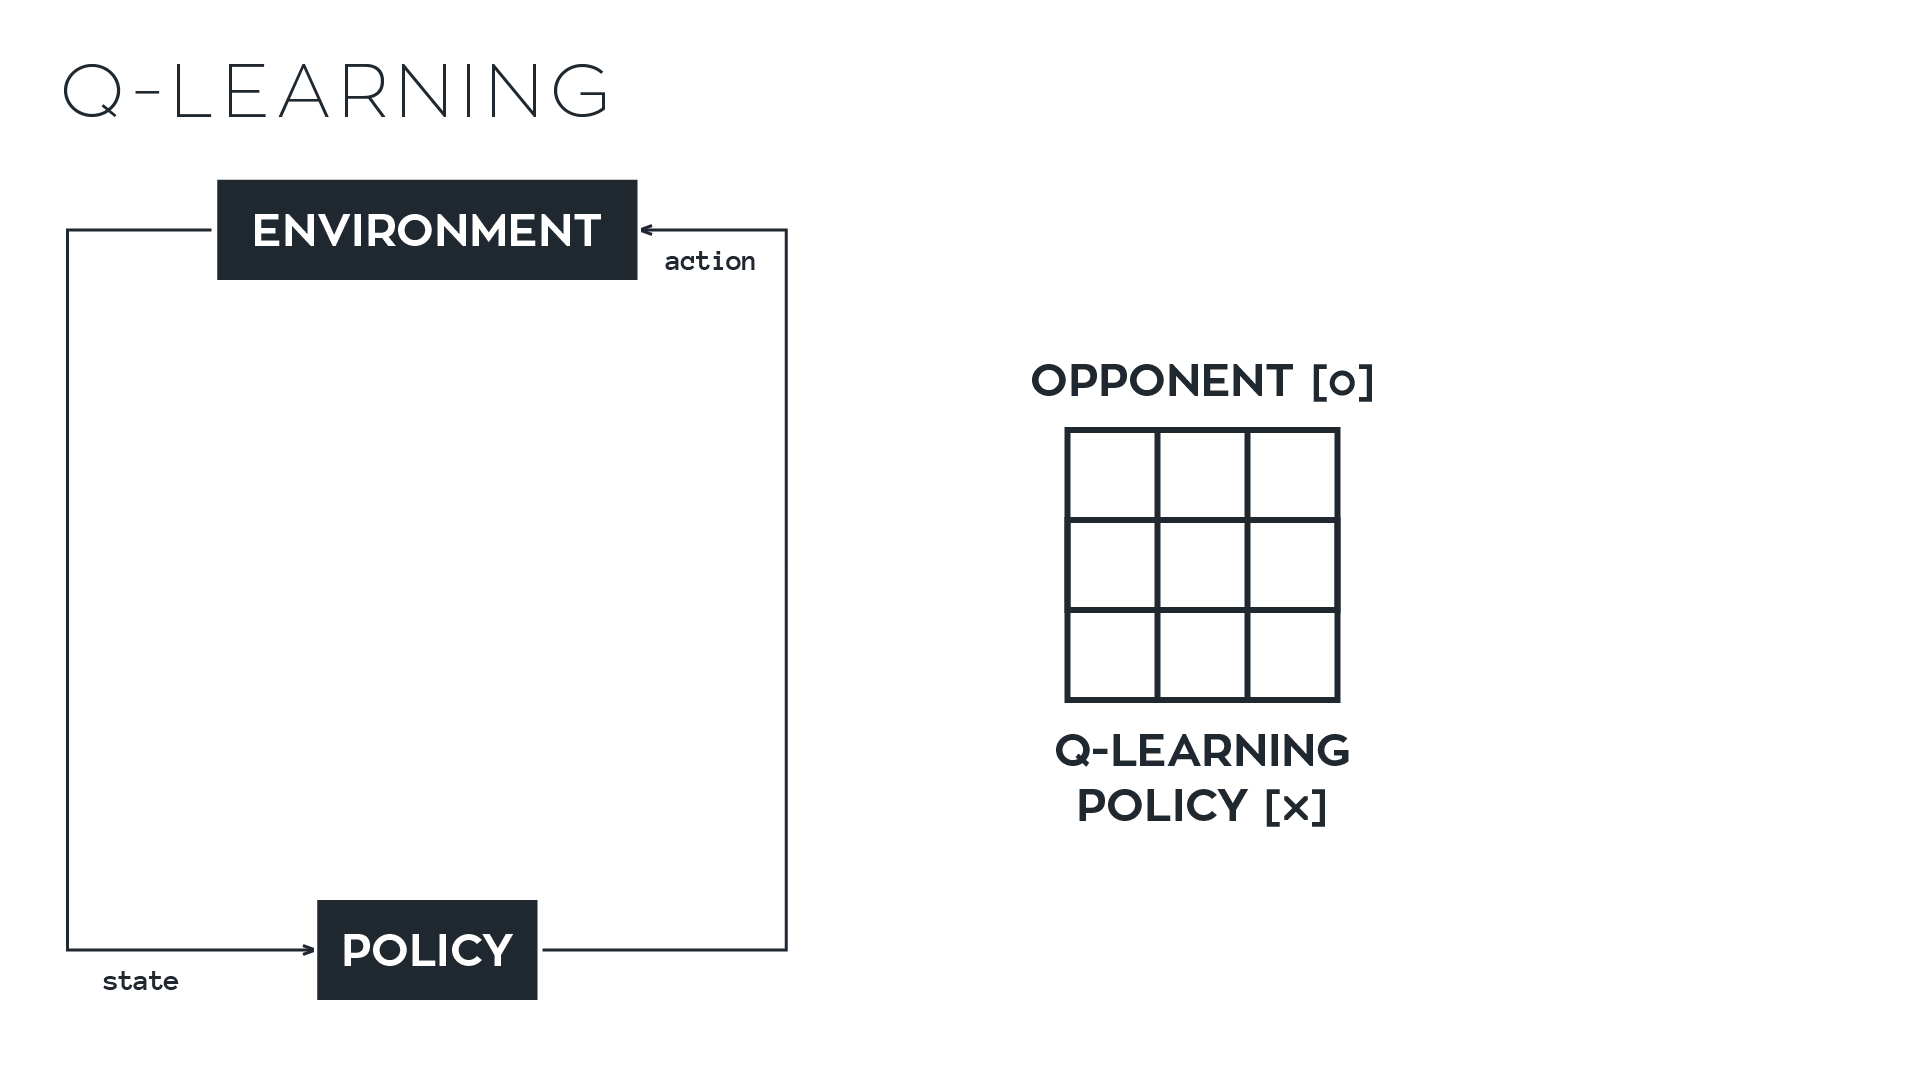 Q-LEARNING
ENVIRONMENT
action
OPPONENT [o]
Q-LEARNING
POLICY [x]
POLICY
state